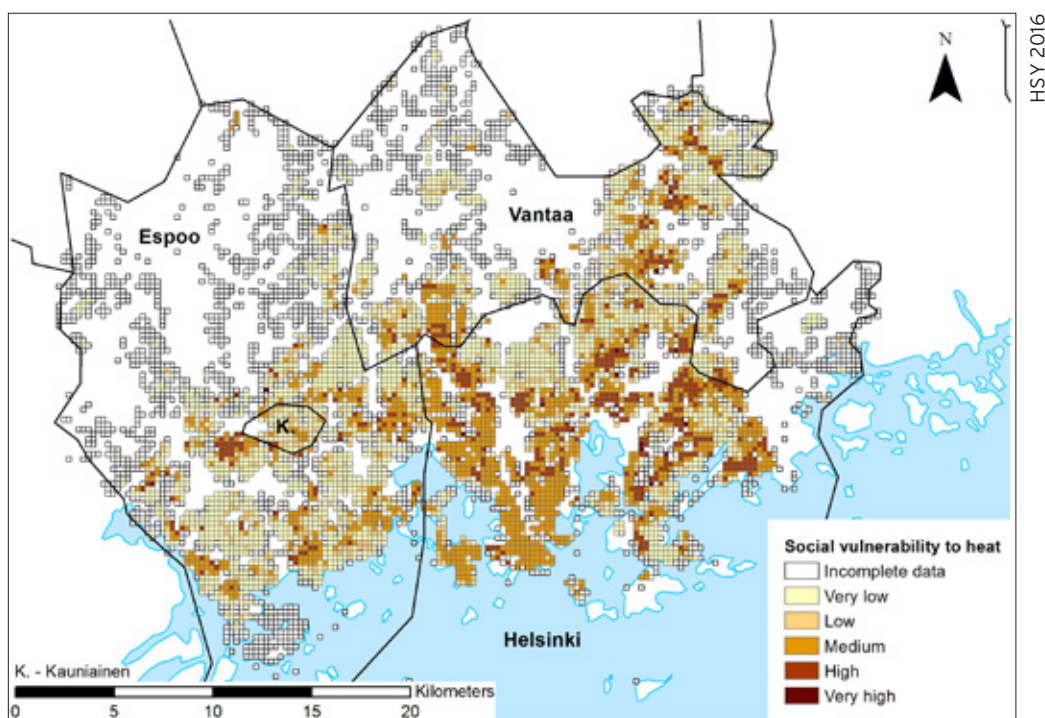 HSY 2016
N
Vantaa
Espoo
K
Helsinki
Social vulnerability to heat
Incomplete data
Very low
Low
Medium
High
Very high
K. - Kauniainen
Kilometers
0 5 10 15 20